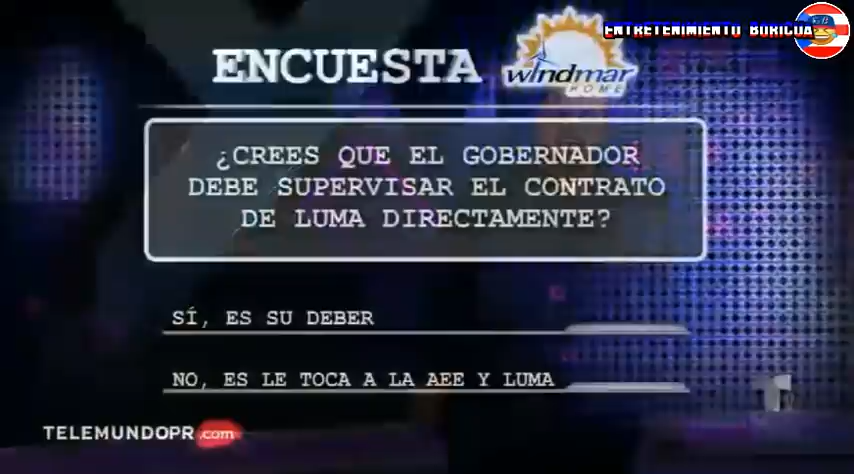 ENTRETENIMIENTO BORICUA
ENCUESTA
windmar
HOME
¿CREES QUE EL GOBERNADOR
DEBE SUPERVISAR EL CONTRATO
DE LUMA DIRECTAMENTE?
SÍ, ES SU DEBER
NO, ES LE TOCA A LA AEE Y LUMA
TELEMUNDOPR.com